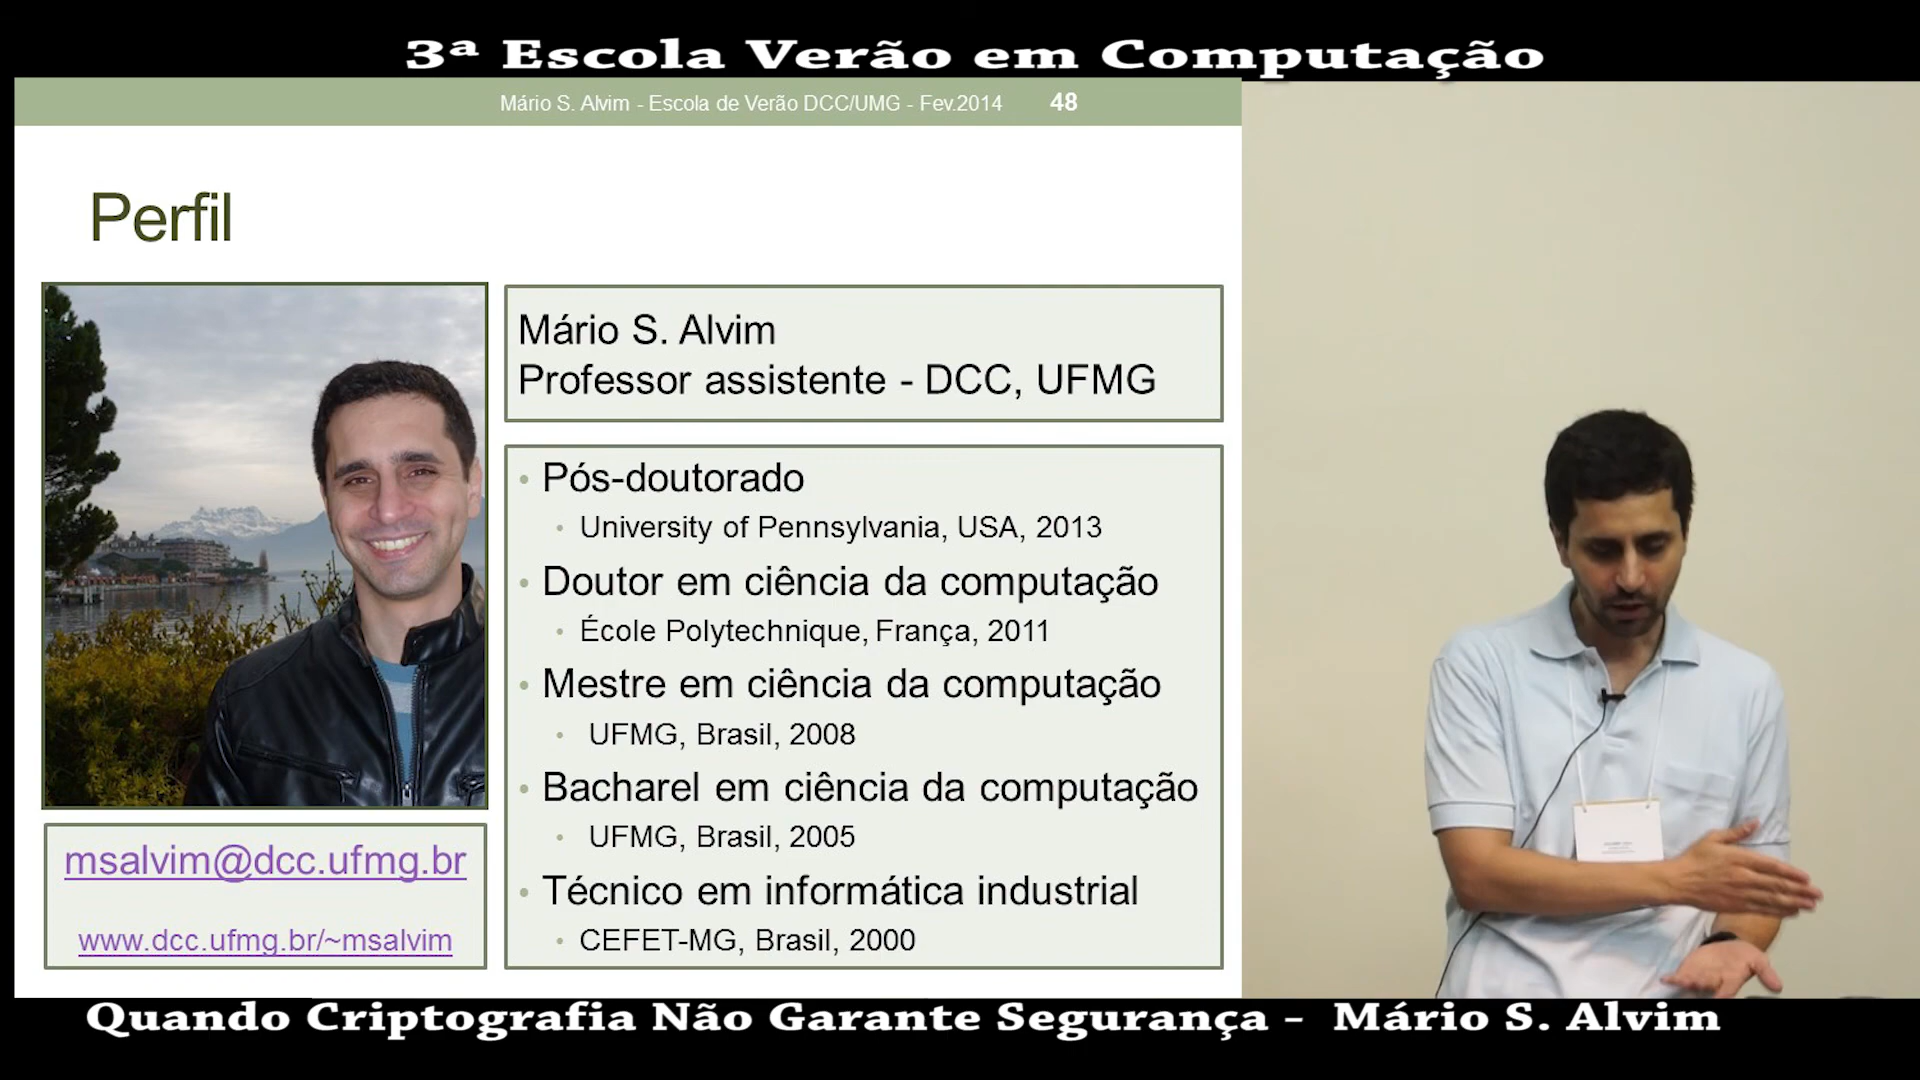 3ª Escola Verão em Computação
Mário S. Alvim - Escola de Verão DCC/UMG - Fev.2014 48
Perfil
Mário S. Alvim
Professor assistente - DCC, UFMG
• Pós-doutorado
• University of Pennsylvania, USA, 2013
• Doutor em ciência da computação
• École Polytechnique, França, 2011
• Mestre em ciência da computação
• UFMG, Brasil, 2008
• Bacharel em ciência da computação
• UFMG, Brasil, 2005
• Técnico em informática industrial
• CEFET-MG, Brasil, 2000
msalvim@dcc.ufmg.br
www.dcc.ufmg.br/~msalvim
Quando Criptografia Não Garante Segurança - Mário S. Alvim